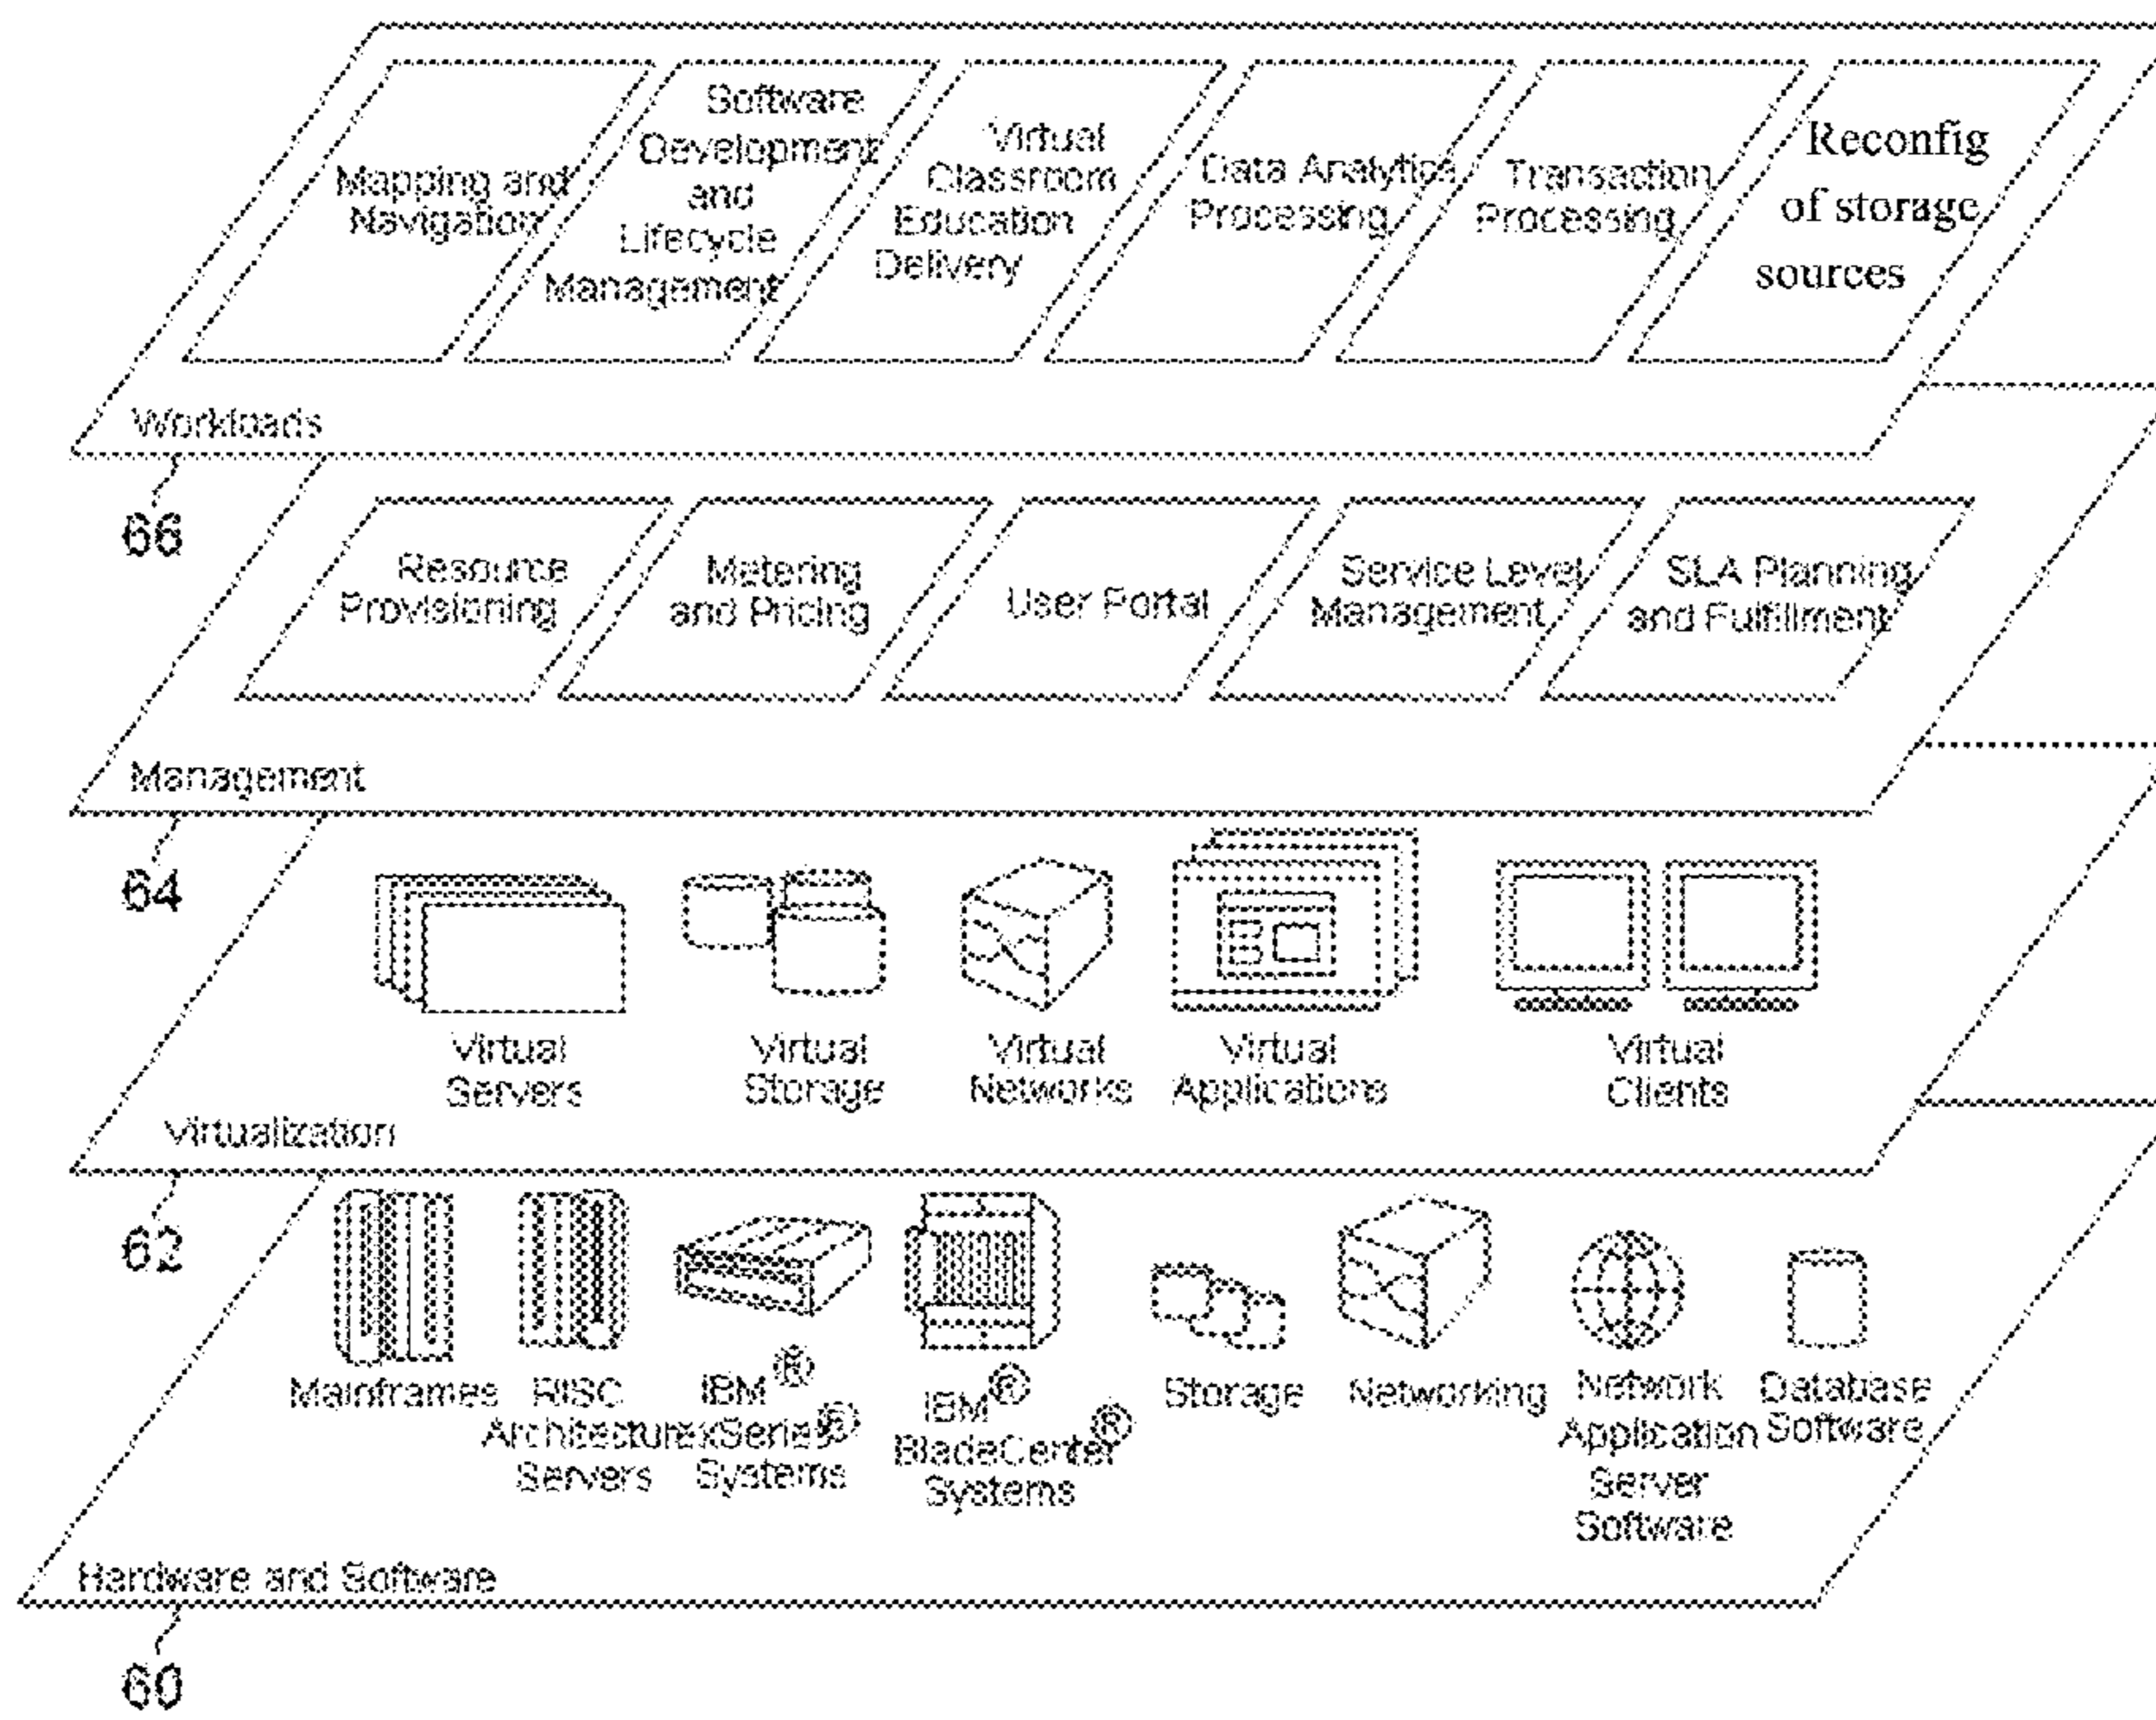 Mapping and
Navigation
Software
Development
and
Lifecycle
Management
Virtual
Classroom
Education
Delivery
Data Analytics
Processing
Transaction
Processing
Reconfig
of storage
sources
Workloads
66
Resource
Provisioning
Metering
and Pricing
User Portal
Service Level
Management
SLA Planning
and Fulfillment
Management
64
Virtual
Servers
Virtual
Storage
Virtual
Networks
Virtual
Applications
Virtual
Clients
Virtualization
62
Mainframes
RISC
Architecture
Servers
IBM®
xSeries®
Systems
IBM®
BladeCenter®
Systems
Storage
Networking
Network
Application
Server
Software
Database
Software
Hardware and Software
60